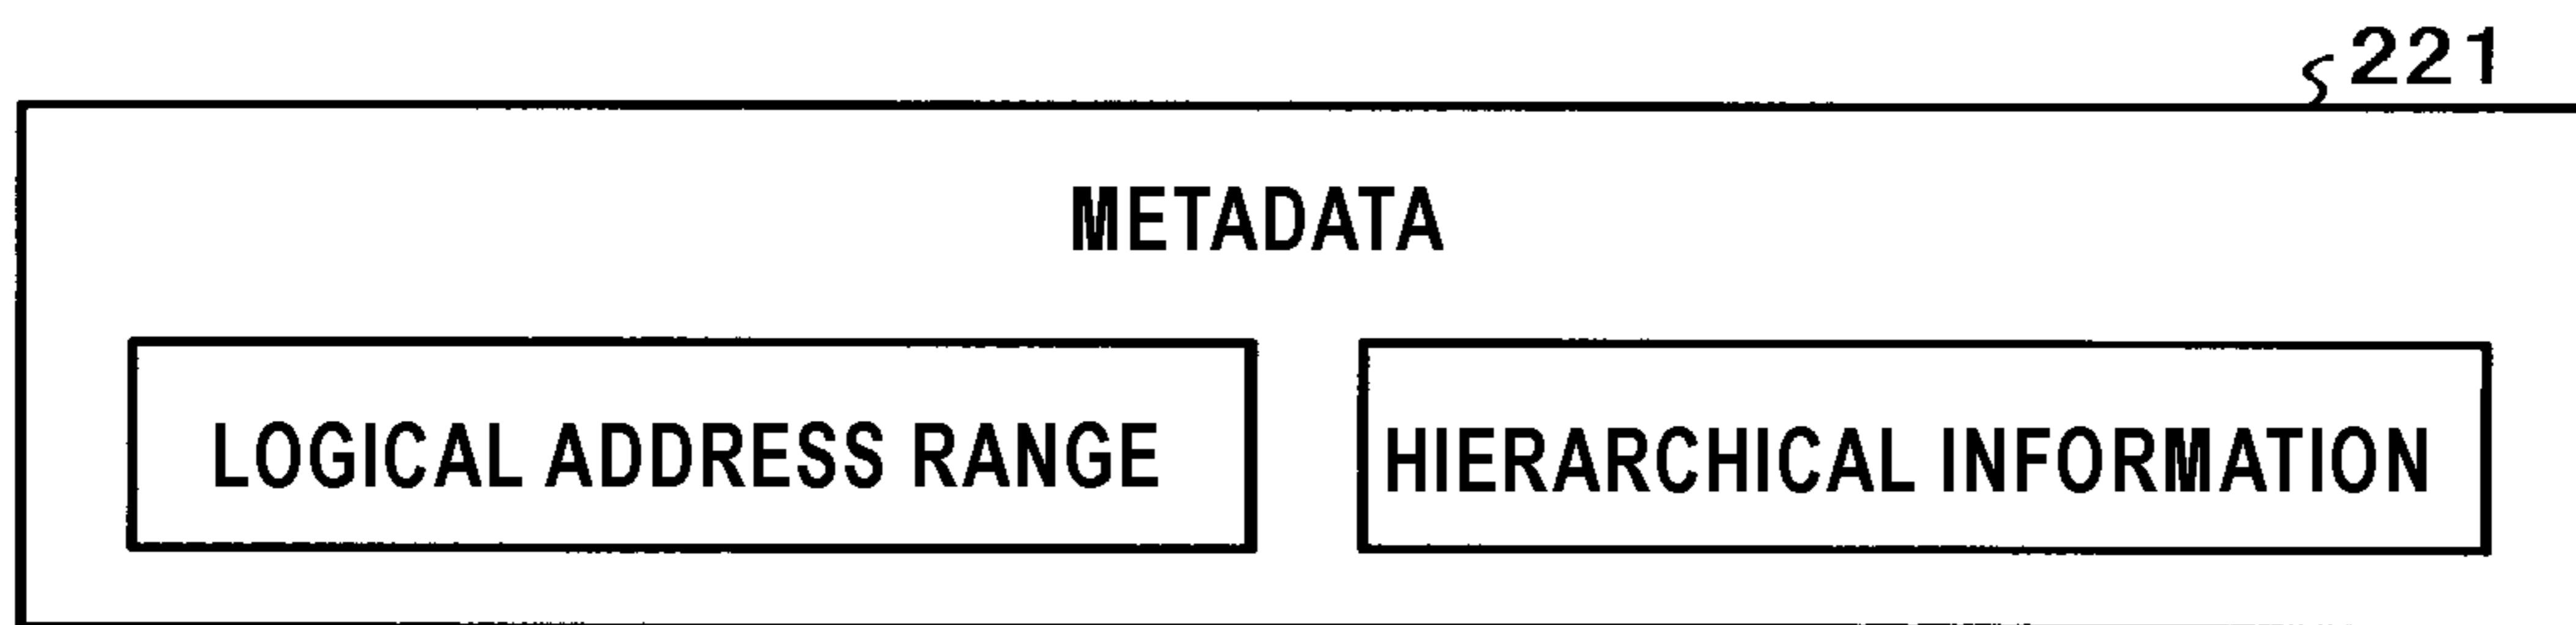 221
METADATA
LOGICAL ADDRESS RANGE
HIERARCHICAL INFORMATION